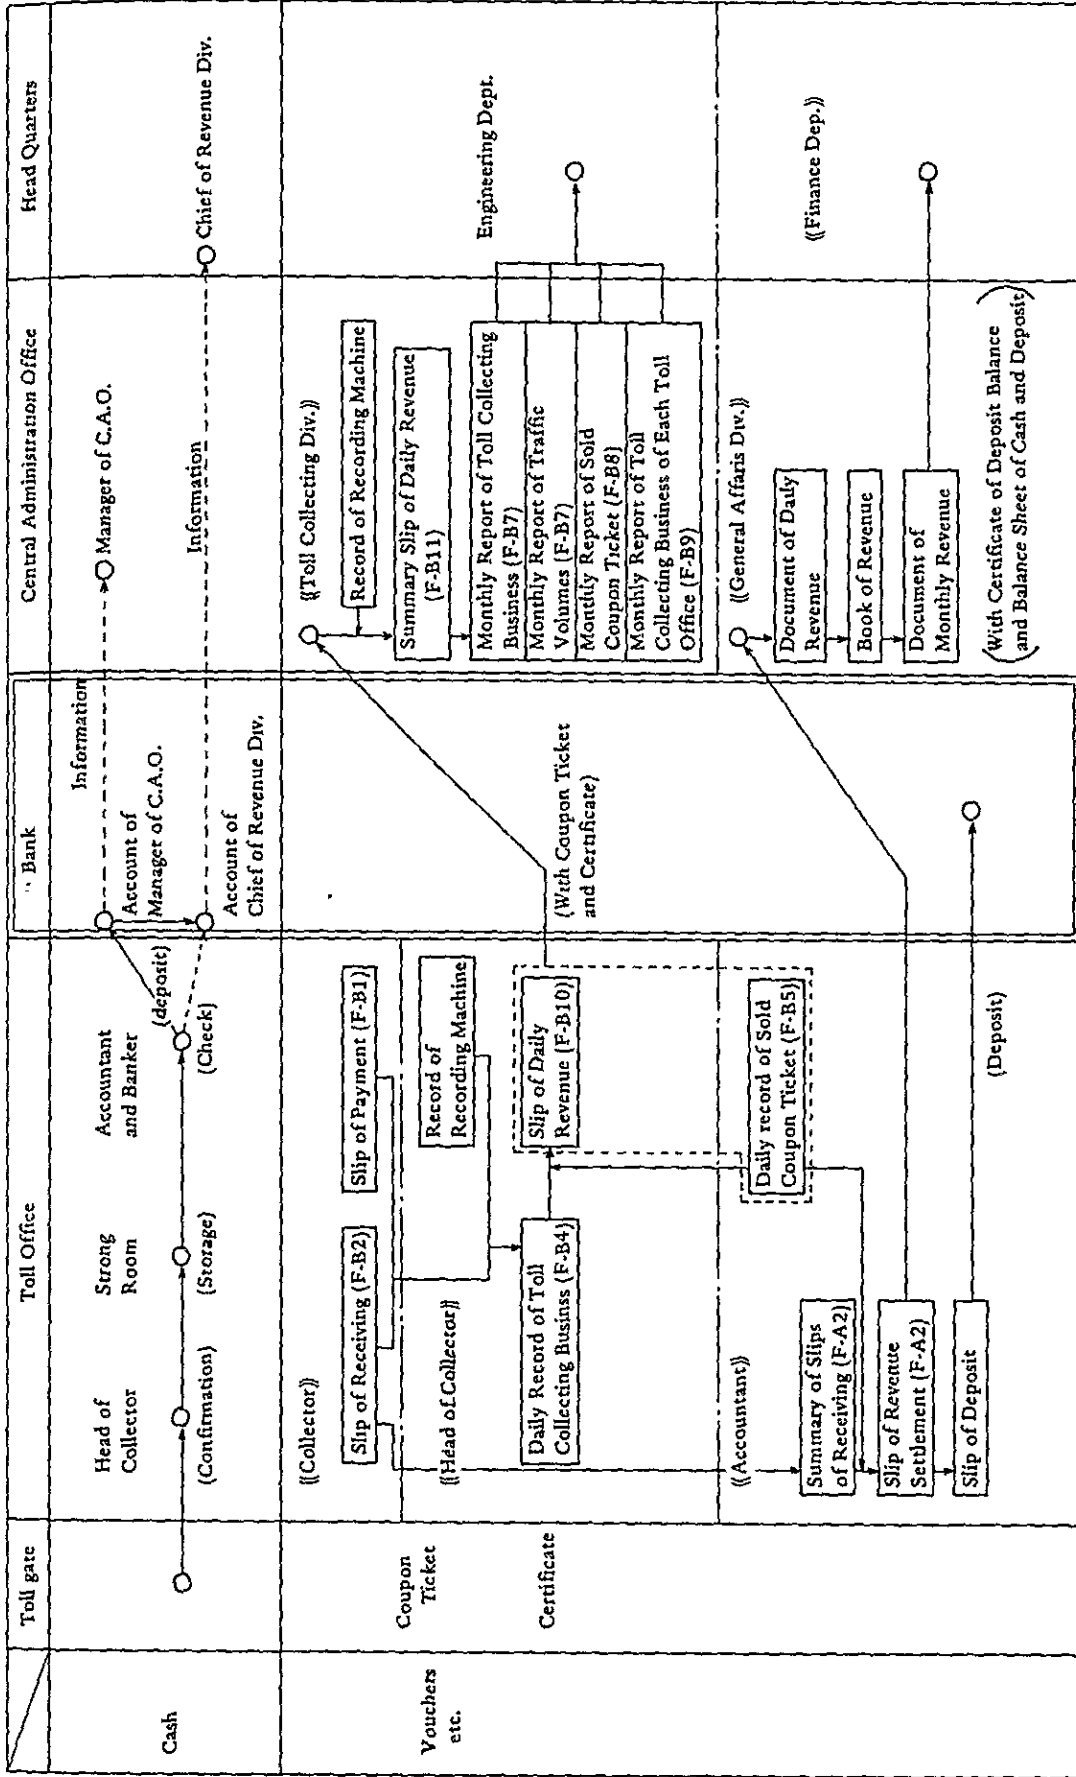 Toll gate
Toll Office
Bank
Central Administration Office
Head Quarters
Cash
Head of
Collector
Strong
Room
Accountant
and Banker
(Confirmation)
(Storage)
(Check)
(deposit)
Information
Account of
Manager of C.A.O.
Manager of C.A.O.
Account of
Chief of Revenue Div.
Information
Chief of Revenue Div.
Vouchers
etc.
Coupon
Ticket
Certificate
((Collector))
Slip of Receiving (F-B2)
Slip of Payment (F-B1)
((Head of Collector))
Record of
Recording Machine
Daily Record of Toll
Collecting Businss (F-B4)
Slip of Daily
Revenue (F-B10)
(With Coupon Ticket
and Certificate)
((Toll Collecting Div.))
Record of Recording Machine
Summary Slip of Daily Revenue
(F-B11)
Monthly Report of Toll Collecting
Business (F-B7)
Monthly Report of Traffic
Volumes (F-B7)
Monthly Report of Sold
Coupon Ticket (F-B8)
Monthly Report of Toll
Collecting Business of Each Toll
Office (F-B9)
Engineering Dept.
((Accountant))
Daily record of Sold
Coupon Ticket (F-B5)
Summary of Slips
of Receiving (F-A2)
Slip of Revenue
Settlement (F-A2)
Slip of Deposit
(Deposit)
((General Affaris Div.))
Document of Daily
Revenue
Book of Revenue
Document of
Monthly Revenue
(With Certificate of Deposit Balance
and Balance Sheet of Cash and Deposit)
((Finance Dep.))